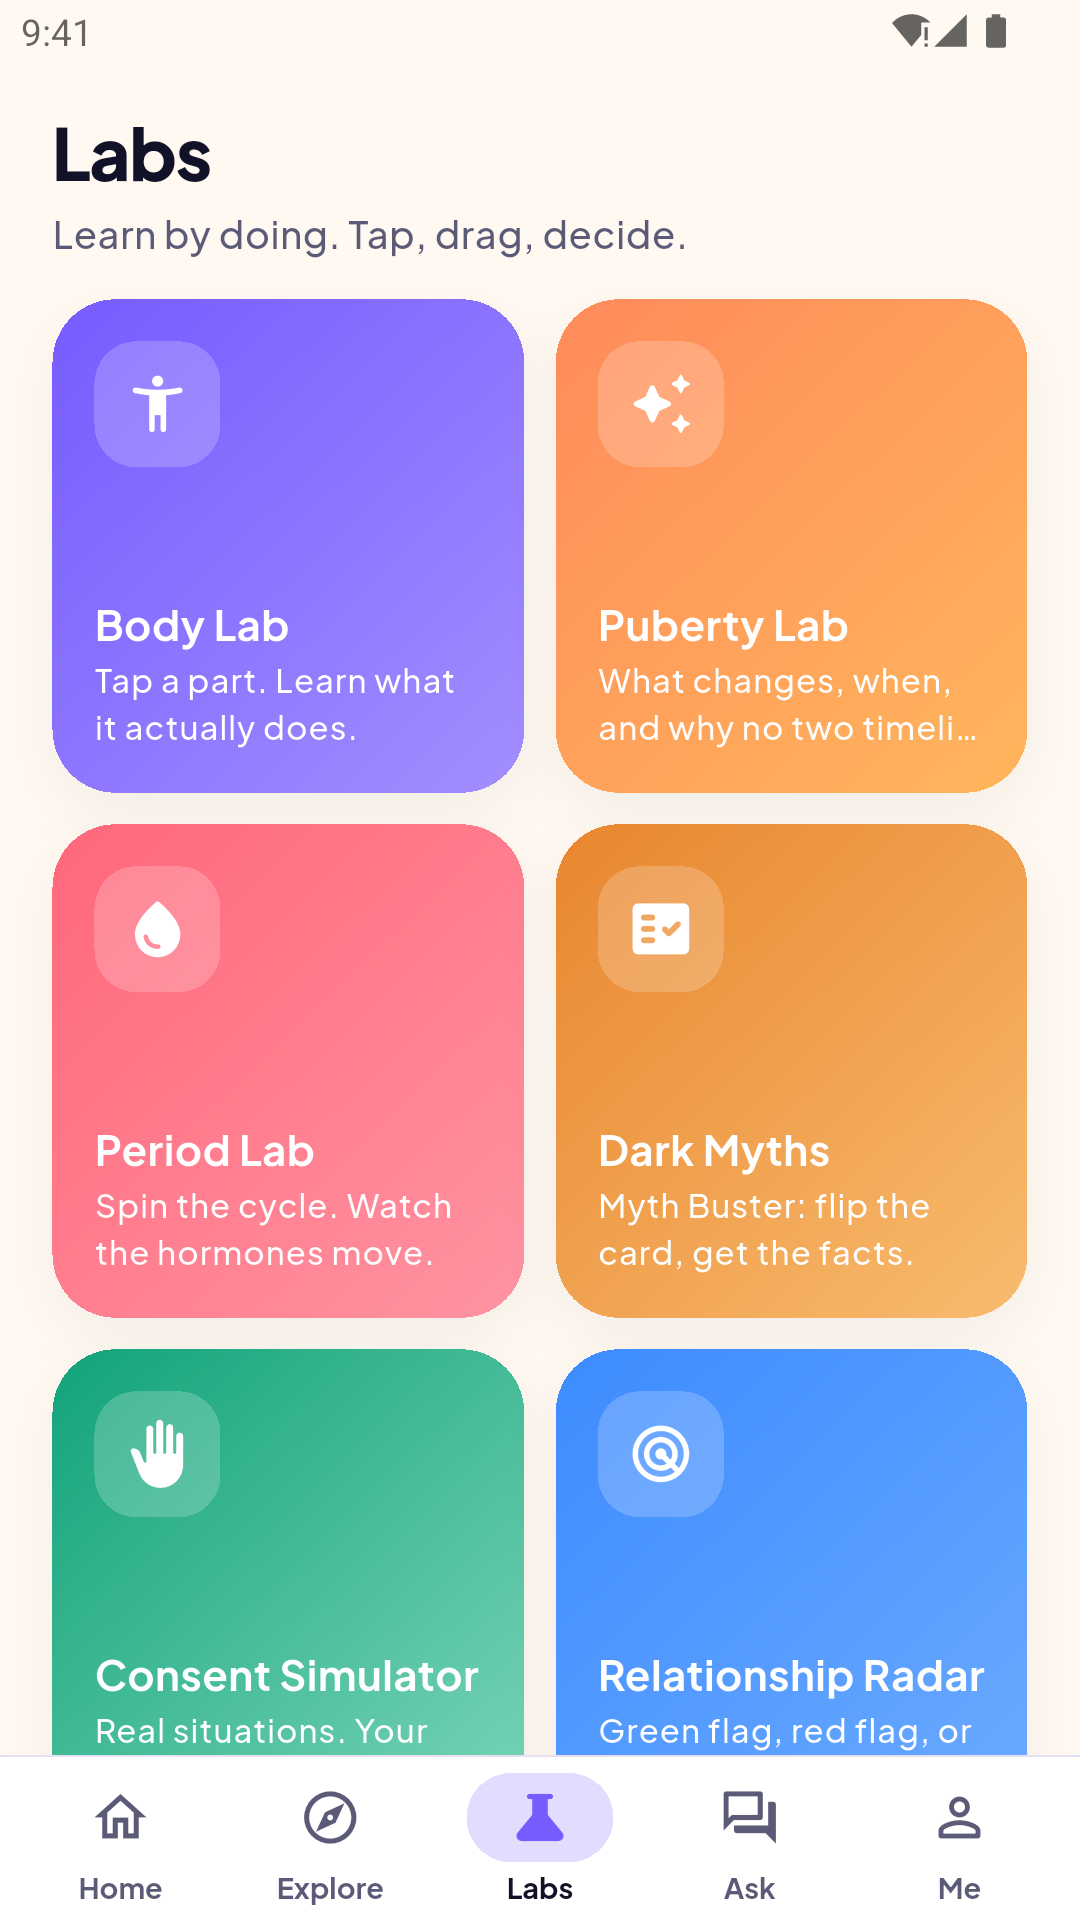 9:41
Labs
Learn by doing. Tap, drag, decide.
Body Lab
Tap a part. Learn what
it actually does.
Puberty Lab
What changes, when,
and why no two timeli...
Period Lab
Spin the cycle. Watch
the hormones move.
Dark Myths
Myth Buster: flip the
card, get the facts.
Consent Simulator
Real situations. Your
Relationship Radar
Green flag, red flag, or
Home
Explore
Labs
Ask
Me